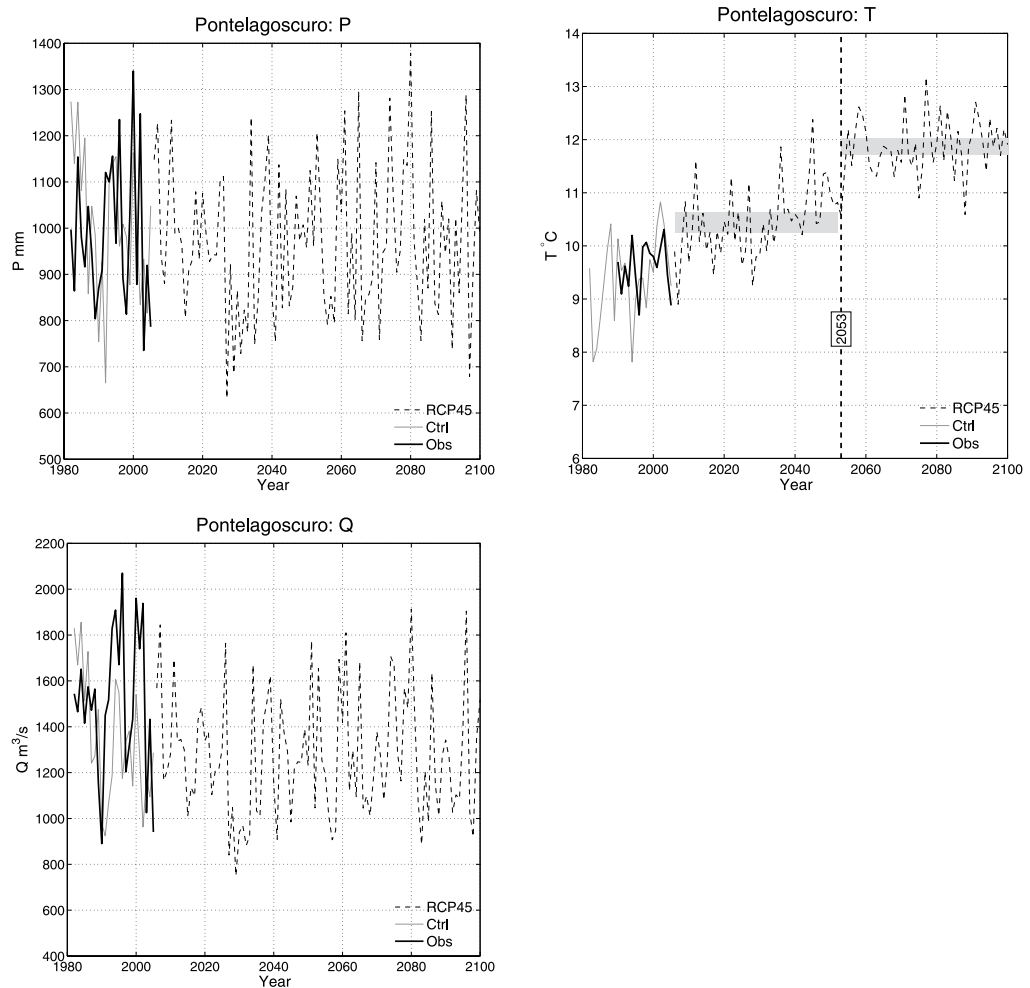 Pontelagoscuro: P
1400
1300
1200
1100
1000
900
800
700
600
500
P mm
1980 2000 2020 2040 2060 2080 2100
Year
RCP45
Ctrl
Obs
Pontelagoscuro: T
14
13
12
11
10
9
8
7
6
T °C
2053
1980 2000 2020 2040 2060 2080 2100
Year
RCP45
Ctrl
Obs
Pontelagoscuro: Q
2200
2000
1800
1600
1400
1200
1000
800
600
400
Q m³/s
1980 2000 2020 2040 2060 2080 2100
Year
RCP45
Ctrl
Obs